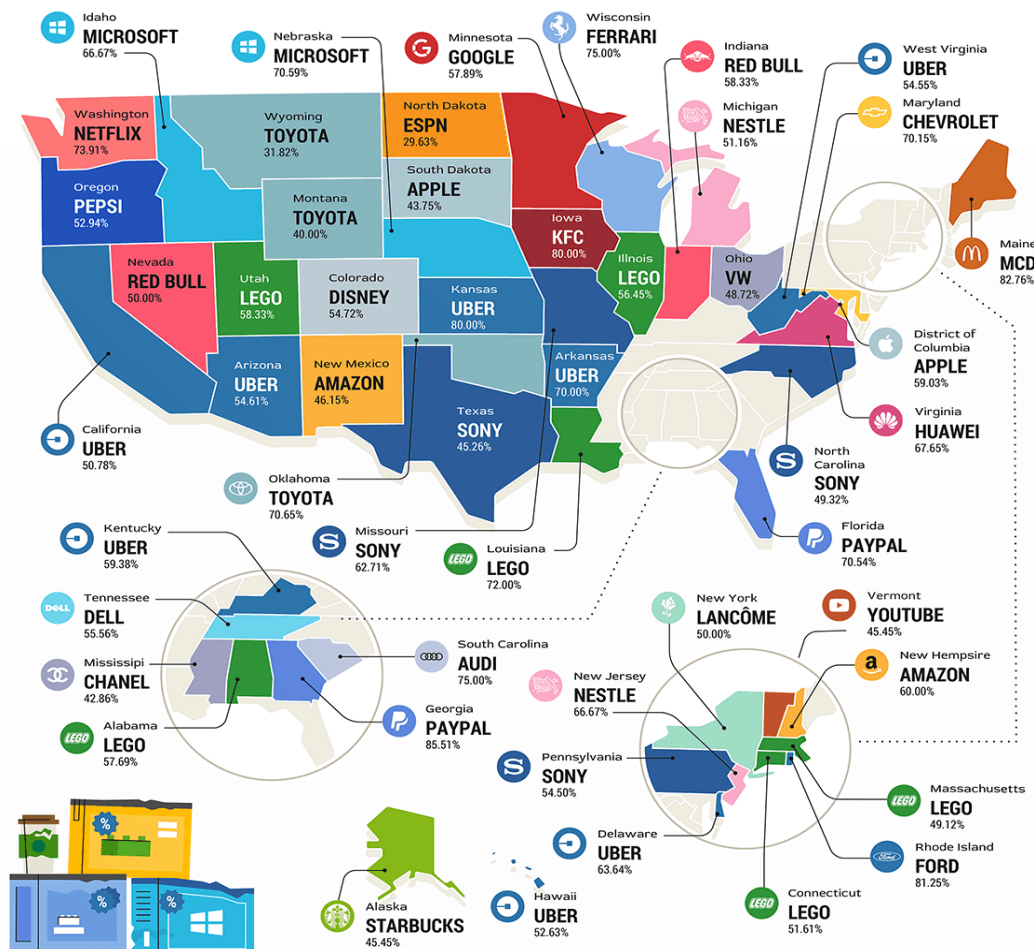 Idaho
MICROSOFT
66.67%
Nebraska
MICROSOFT
70.59%
Minnesota
GOOGLE
57.89%
Wisconsin
FERRARI
75.00%
Indiana
RED BULL
58.33%
West Virginia
UBER
54.55%
Michigan
NESTLE
51.16%
Maryland
CHEVROLET
70.15%
Washington
NETFLIX
73.91%
Wyoming
TOYOTA
31.82%
North Dakota
ESPN
29.63%
South Dakota
APPLE
43.75%
Oregon
PEPSI
52.94%
Montana
TOYOTA
40.00%
Iowa
KFC
80.00%
Maine
MCD
82.76%
Nevada
RED BULL
50.00%
Utah
LEGO
58.33%
Colorado
DISNEY
54.72%
Kansas
UBER
80.00%
Illnois
LEGO
56.45%
Ohio
VW
48.72%
District of
Columbia
APPLE
59.03%
Arizona
UBER
54.61%
New Mexico
AMAZON
46.15%
Arkansas
UBER
70.00%
Texas
SONY
45.26%
Virginia
HUAWEI
67.65%
California
UBER
50.78%
North
Carolina
S
SONY
49.32%
Oklahoma
TOYOTA
70.65%
Missouri
S
SONY
62.71%
Louisiana
LEGO
LEGO
72.00%
Florida
PAYPAL
70.54%
Kentucky
UBER
59.38%
Tennessee
DELL
DELL
55.56%
Mississipi
CHANEL
42.86%
Alabama
LEGO
LEGO
57.69%
South Carolina
AUDI
75.00%
Georgia
PAYPAL
85.51%
New York
LANCÔME
50.00%
Vermont
YOUTUBE
45.45%
New Hempsire
a
AMAZON
60.00%
New Jersey
NESTLE
66.67%
Pennsylvania
S
SONY
54.50%
Massachusetts
LEGO
LEGO
49.12%
Delaware
UBER
63.64%
Rhode Island
Ford
FORD
81.25%
Connecticut
LEGO
LEGO
51.61%
Alaska
STARBUCKS
45.45%
Hawaii
UBER
52.63%
%
%
%